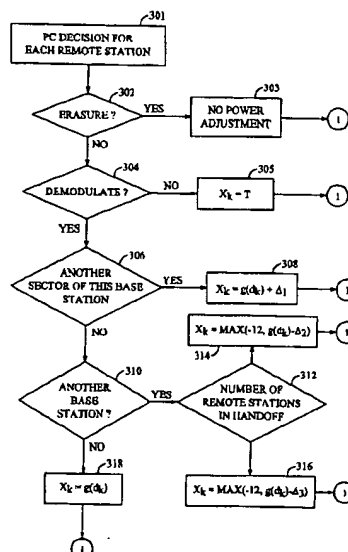 301
PC DECISION FOR
EACH REMOTE STATION
302
ERASURE ?
YES
303
NO POWER
ADJUSTMENT
1
NO
304
DEMODULATE ?
NO
305
Xk = T
1
YES
306
ANOTHER
SECTOR OF THIS BASE
STATION
YES
308
Xk = g(dk) + Δ1
1
NO
Xk = MAX(-12, g(dk)-Δ2)
314
310
ANOTHER
BASE
STATION ?
YES
312
NUMBER OF
REMOTE STATIONS
IN HANDOFF
NO
318
Xk = g(dk)
316
Xk = MAX(-12, g(dk)-Δ3)